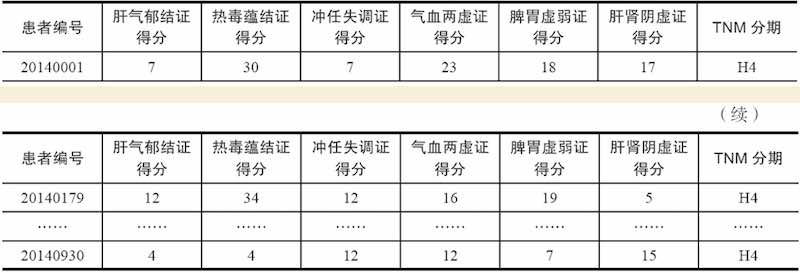 患者编号 肝气郁结证得分 热毒蕴结证得分 冲任失调证得分 气血两虚证得分 脾胃虚弱证得分 肝肾阴虚证得分 TNM 分期
20140001 7 30 7 23 18 17 H4
（续）
患者编号 肝气郁结证得分 热毒蕴结证得分 冲任失调证得分 气血两虚证得分 脾胃虚弱证得分 肝肾阴虚证得分 TNM 分期
20140179 12 34 12 16 19 5 H4
…… …… …… …… …… …… …… ……
20140930 4 4 12 12 7 15 H4